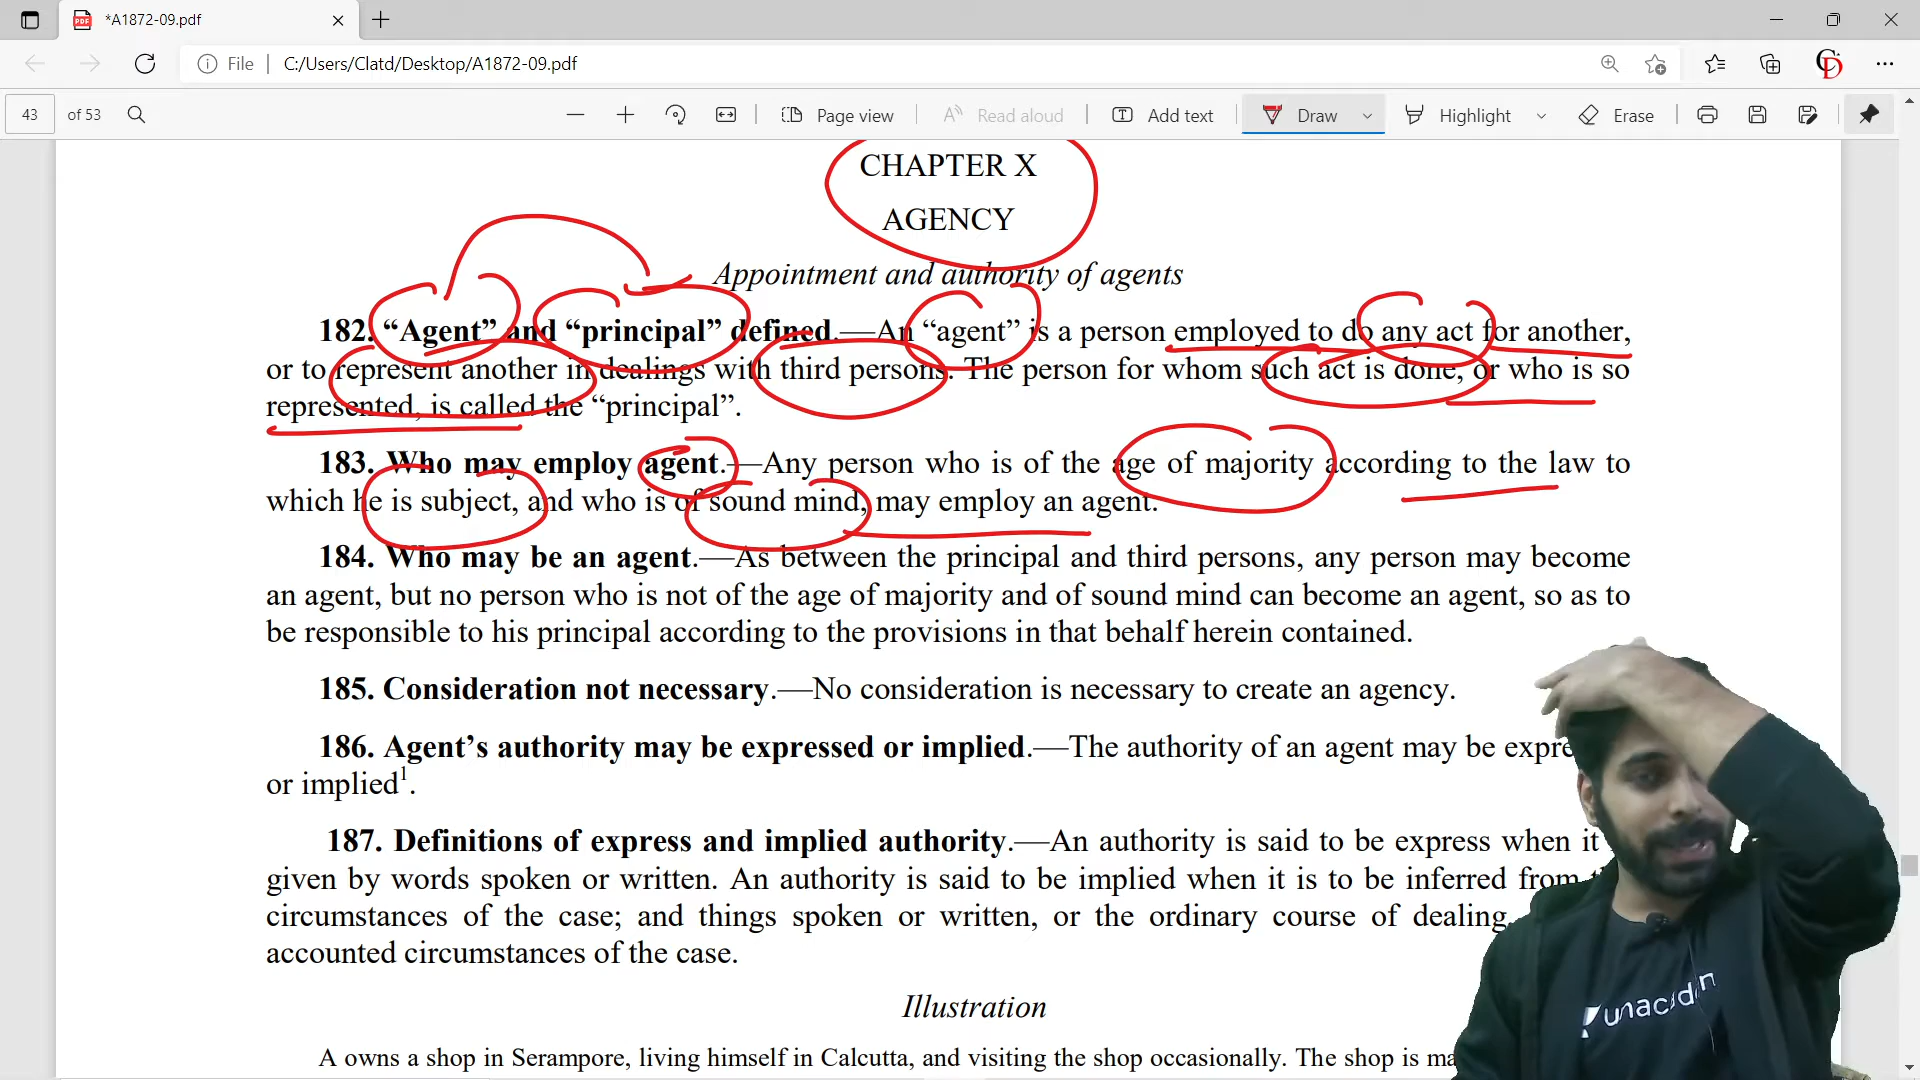 *A1872-09.pdf
File
C:/Users/Clatd/Desktop/A1872-09.pdf
CD
43 of 53
Page view
Read aloud
Add text
Draw
Highlight
Erase
CHAPTER X
AGENCY
Appointment and authority of agents
182. “Agent” and “principal” defined.—An “agent” is a person employed to do any act for another,
or to represent another in dealings with third persons. The person for whom such act is done, or who is so
represented, is called the “principal”.
183. Who may employ agent.—Any person who is of the age of majority according to the law to
which he is subject, and who is of sound mind, may employ an agent.
184. Who may be an agent.—As between the principal and third persons, any person may become
an agent, but no person who is not of the age of majority and of sound mind can become an agent, so as to
be responsible to his principal according to the provisions in that behalf herein contained.
185. Consideration not necessary.—No consideration is necessary to create an agency.
186. Agent’s authority may be expressed or implied.—The authority of an agent may be expre
or implied1.
187. Definitions of express and implied authority.—An authority is said to be express when it
given by words spoken or written. An authority is said to be implied when it is to be inferred from
circumstances of the case; and things spoken or written, or the ordinary course of dealing,
accounted circumstances of the case.
Illustration
A owns a shop in Serampore, living himself in Calcutta, and visiting the shop occasionally. The shop is ma
unacademy